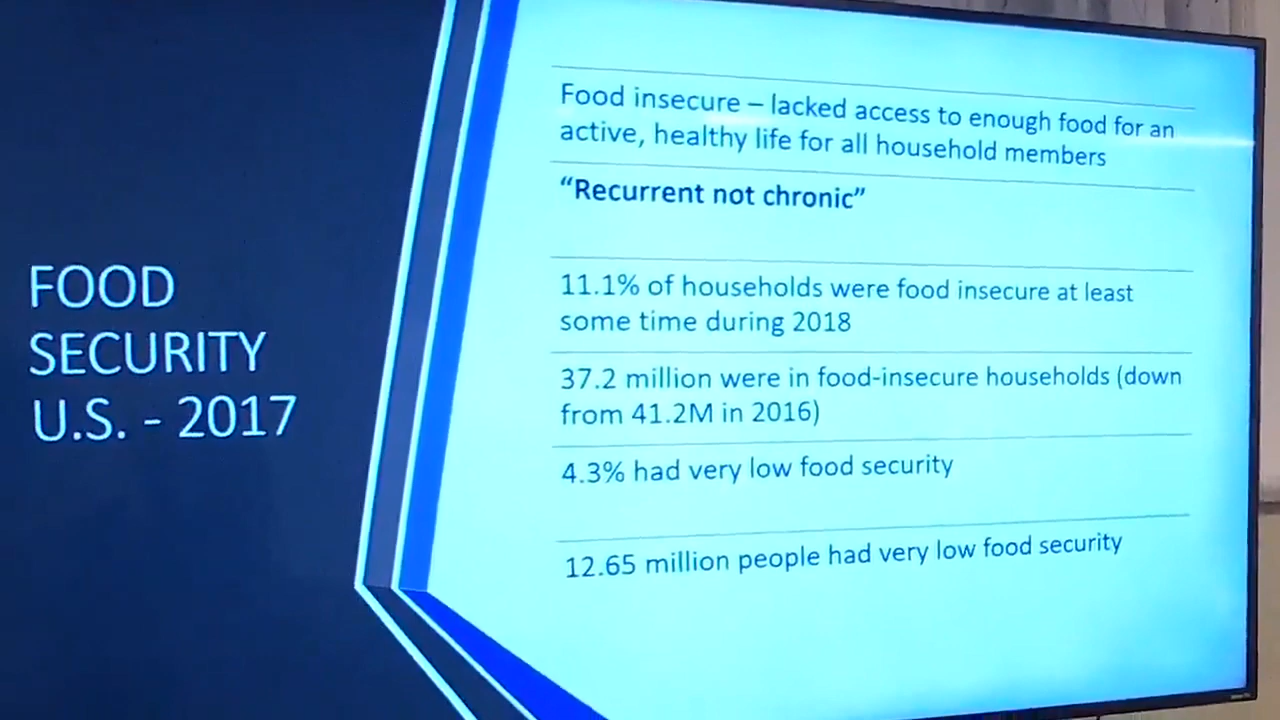 FOOD
SECURITY
U.S. - 2017
Food insecure – lacked access to enough food for an
active, healthy life for all household members
“Recurrent not chronic”
11.1% of households were food insecure at least
some time during 2018
37.2 million were in food-insecure households (down
from 41.2M in 2016)
4.3% had very low food security
12.65 million people had very low food security